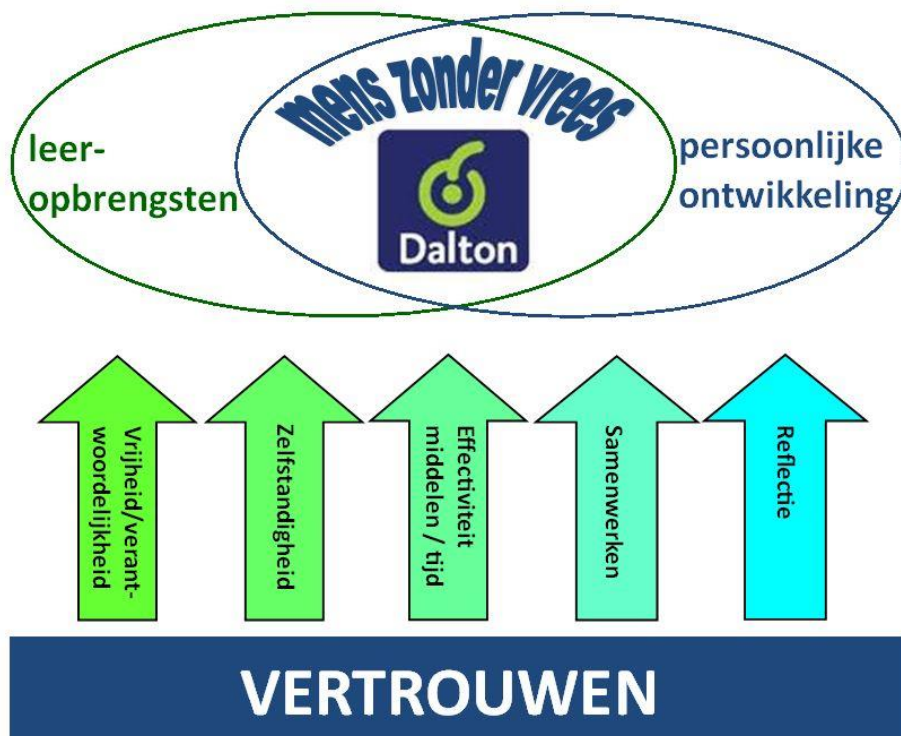 mens zonder vrees
leer-
opbrengsten
Dalton
persoonlijke
ontwikkeling
Vrijheid/verant-
woordelijkheid
Zelfstandigheid
Effectiviteit
middelen / tijd
Samenwerken
Reflectie
VERTROUWEN